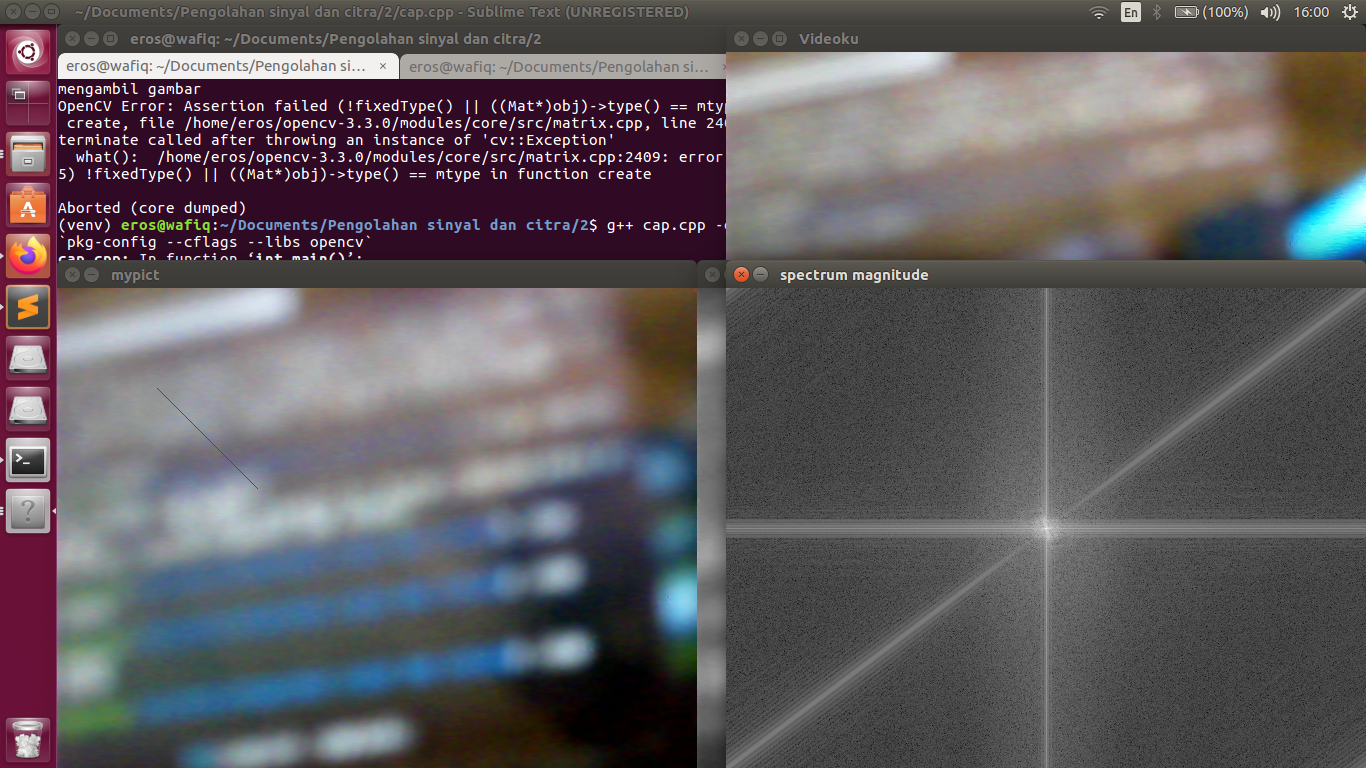 ~/Documents/Pengolahan sinyal dan citra/2/cap.cpp - Sublime Text (UNREGISTERED)
En
(100%)
16:00
eros@wafiq: ~/Documents/Pengolahan sinyal dan citra/2
Videoku
eros@wafiq: ~/Documents/Pengolahan si... ×
eros@wafiq: ~/Documents/Pengolahan si...
mengambil gambar
OpenCV Error: Assertion failed (!fixedType() || ((Mat*)obj)->type() == mtyp
create, file /home/eros/opencv-3.3.0/modules/core/src/matrix.cpp, line 240
terminate called after throwing an instance of 'cv::Exception'
what():  /home/eros/opencv-3.3.0/modules/core/src/matrix.cpp:2409: error
5) !fixedType() || ((Mat*)obj)->type() == mtype in function create
Aborted (core dumped)
(venv) eros@wafiq:~/Documents/Pengolahan sinyal dan citra/2$ g++ cap.cpp -o
`pkg-config --cflags --libs opencv`
cap.cpp: In function ‘int main()’:
mypict
spectrum magnitude